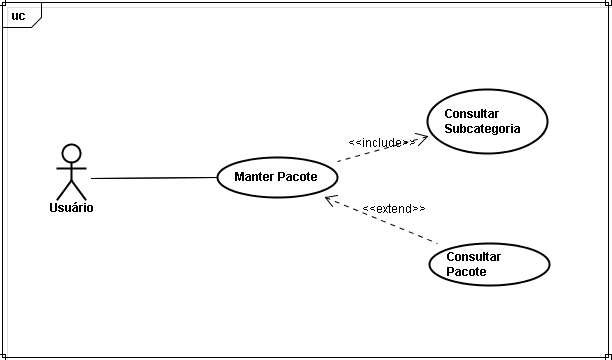 uc
Consultar
Subcategoria
<<include>>
Manter Pacote
Usuário
<<extend>>
Consultar
Pacote